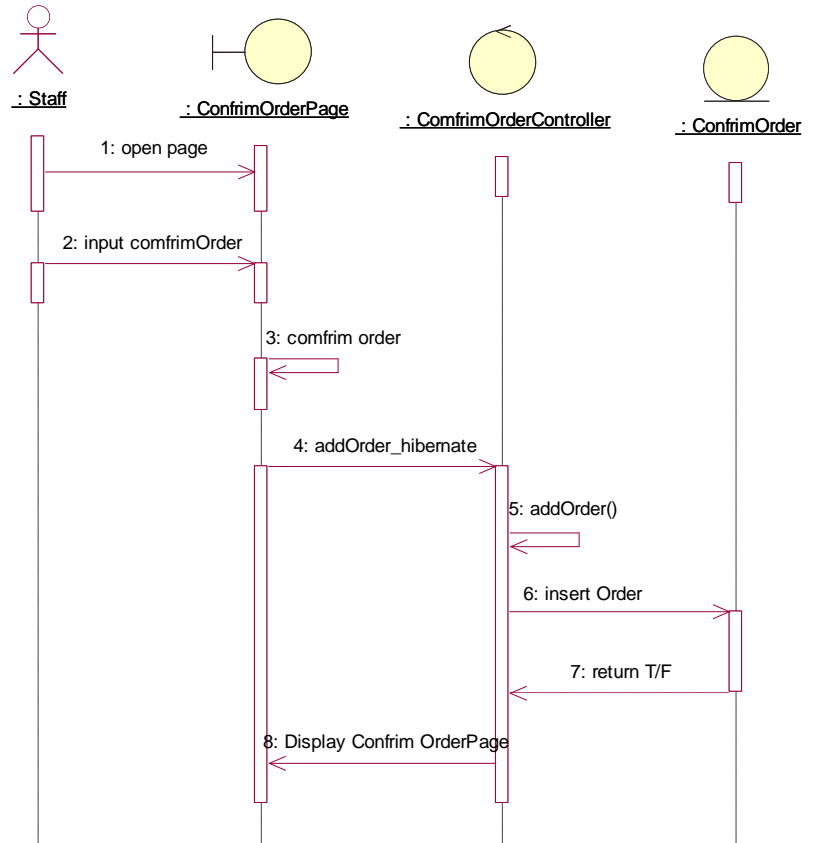 : Staff
: ConfrimOrderPage
: ComfrimOrderController
: ConfrimOrder
1: open page
2: input comfrimOrder
3: comfrim order
4: addOrder_hibernate
5: addOrder()
6: insert Order
7: return T/F
8: Display Confrim OrderPage